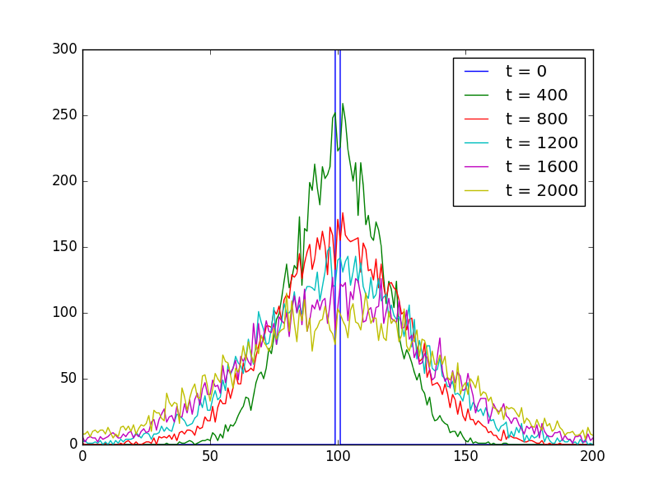 300
250
200
150
100
50
0
0 50 100 150 200
t = 0
t = 400
t = 800
t = 1200
t = 1600
t = 2000